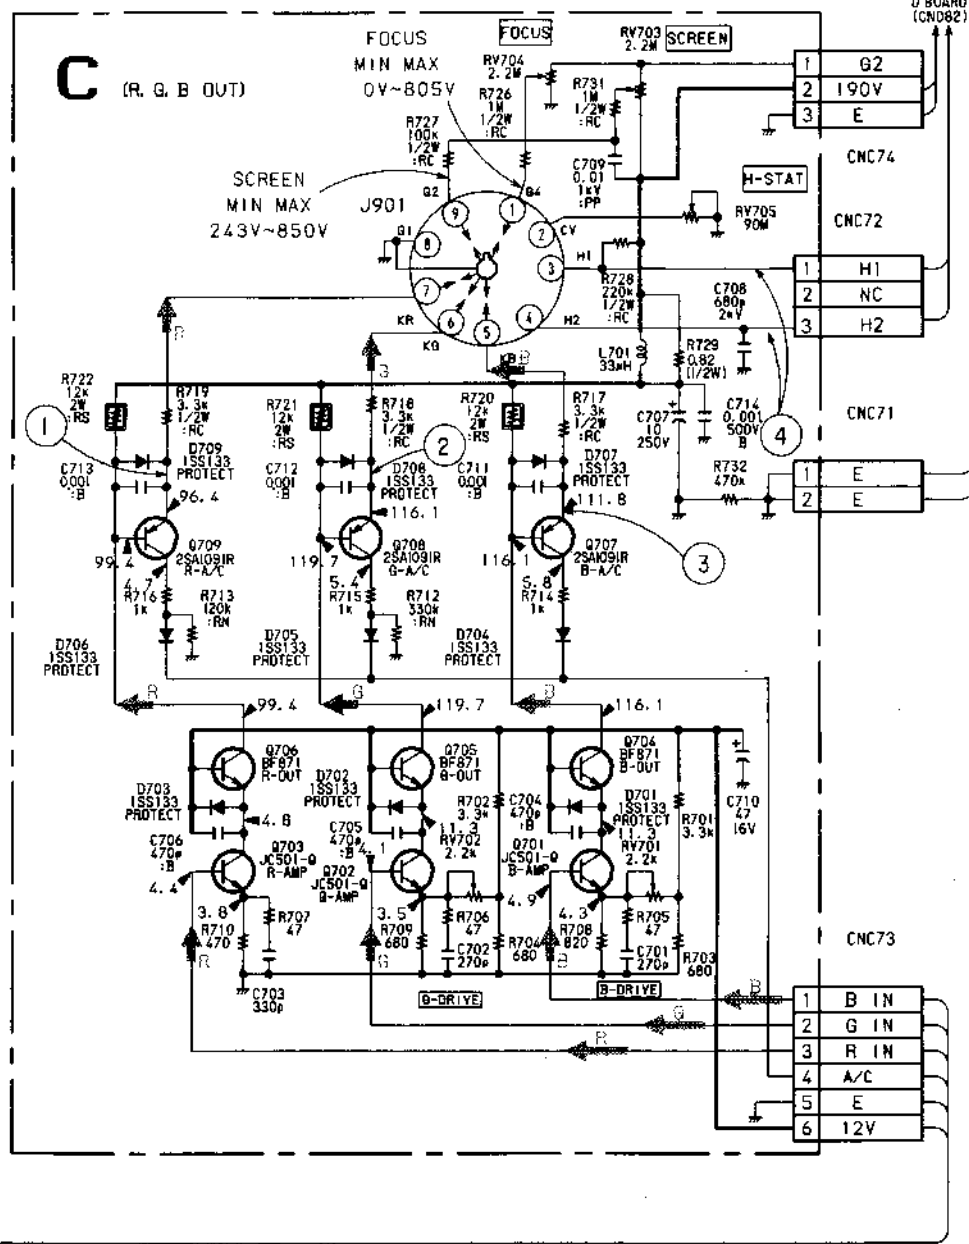 D BOARD
(CND82)
C
(R, G, B OUT)
FOCUS
MIN MAX
0V~805V
FOCUS
RV704
2.2M
RV703
2.2M
SCREEN
R726
1M
1/2W
:RC
R731
1M
1/2W
:RC
R727
100k
1/2W
:RC
C709
0.01
1kV
:PP
1 G2
2 190V
3 E
CNC74
SCREEN
MIN MAX
243V~850V
J901
G2
G4
G1
CV
H1
H2
KR
KG
KB
9
1
2
3
4
5
6
7
8
H-STAT
RV705
90M
CNC72
1 H1
2 NC
3 H2
R728
220k
1/2W
:RC
C708
680p
2kV
L701
33μH
R729
0.82
(1/2W)
R
G
B
R722
12k
2W
:RS
R719
3.3k
1/2W
:RC
R721
12k
2W
:RS
R718
3.3k
1/2W
:RC
R720
12k
2W
:RS
R717
3.3k
1/2W
:RC
C707
10
250V
C714
0.001
500V
B
CNC71
1
2
3
4
D709
1SS133
PROTECT
D708
1SS133
PROTECT
D707
1SS133
PROTECT
C713
0.001
:B
C712
0.001
:B
C711
0.001
:B
R732
470k
1 E
2 E
96.4
116.1
111.8
99.4
119.7
116.1
Q709
2SA1091R
R-A/C
Q708
2SA1091R
G-A/C
Q707
2SA1091R
B-A/C
4.7
5.4
5.8
R716
1k
R713
120k
:RN
R715
1k
R712
330k
:RN
R714
1k
D706
1SS133
PROTECT
D705
1SS133
PROTECT
D704
1SS133
PROTECT
R
G
B
99.4
119.7
116.1
Q706
BF871
R-OUT
Q705
BF871
G-OUT
Q704
BF871
B-OUT
D703
1SS133
PROTECT
D702
1SS133
PROTECT
D701
1SS133
PROTECT
R702
3.3k
R701
3.3k
C710
47
16V
C706
470p
:B
C705
470p
:B
C704
470p
:B
4.8
11.3
11.3
Q703
JC501-Q
R-AMP
Q702
JC501-Q
G-AMP
Q701
JC501-Q
B-AMP
RV702
2.2k
RV701
2.2k
4.4
4.1
4.9
3.8
3.5
4.3
R710
470
R707
47
R709
680
R706
47
R704
680
R708
820
R705
47
R703
680
C703
330p
C702
270p
C701
270p
G-DRIVE
B-DRIVE
CNC73
R
G
B
B
G
R
1 B IN
2 G IN
3 R IN
4 A/C
5 E
6 12V